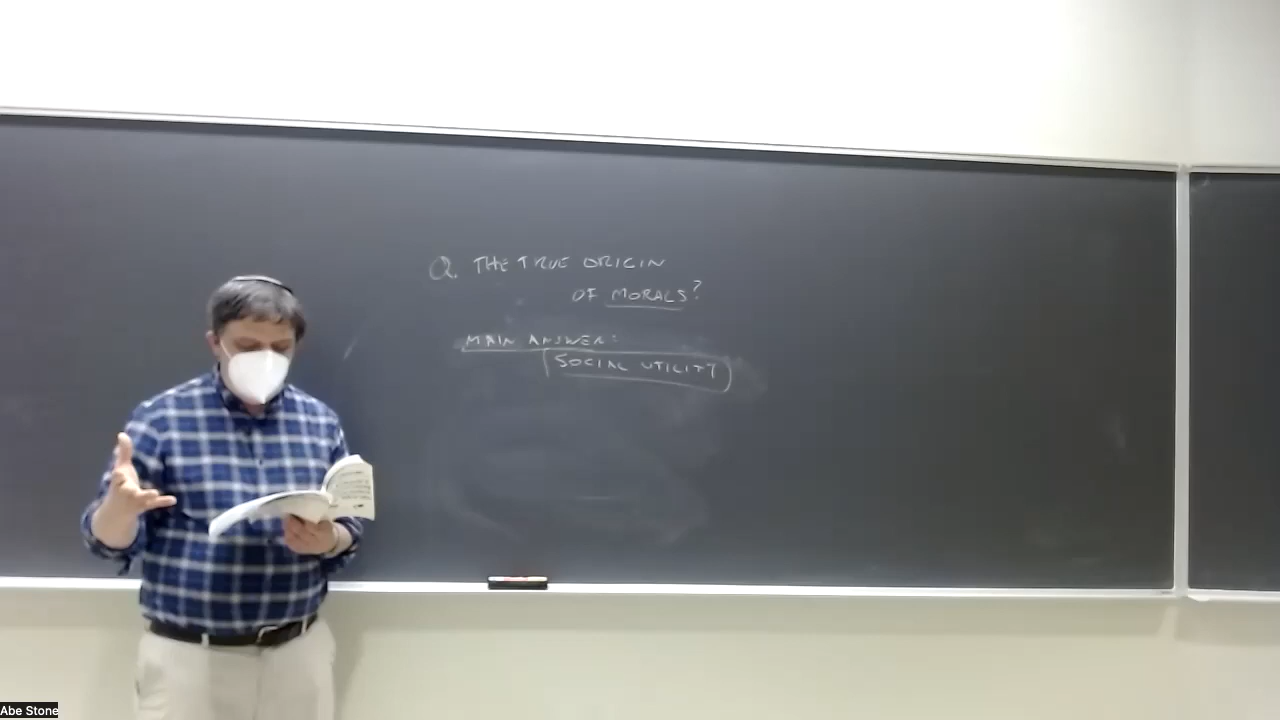 Q. THE TRUE ORIGIN
OF MORALS?
MAIN ANSWER:
SOCIAL UTILITY
Abe Stone